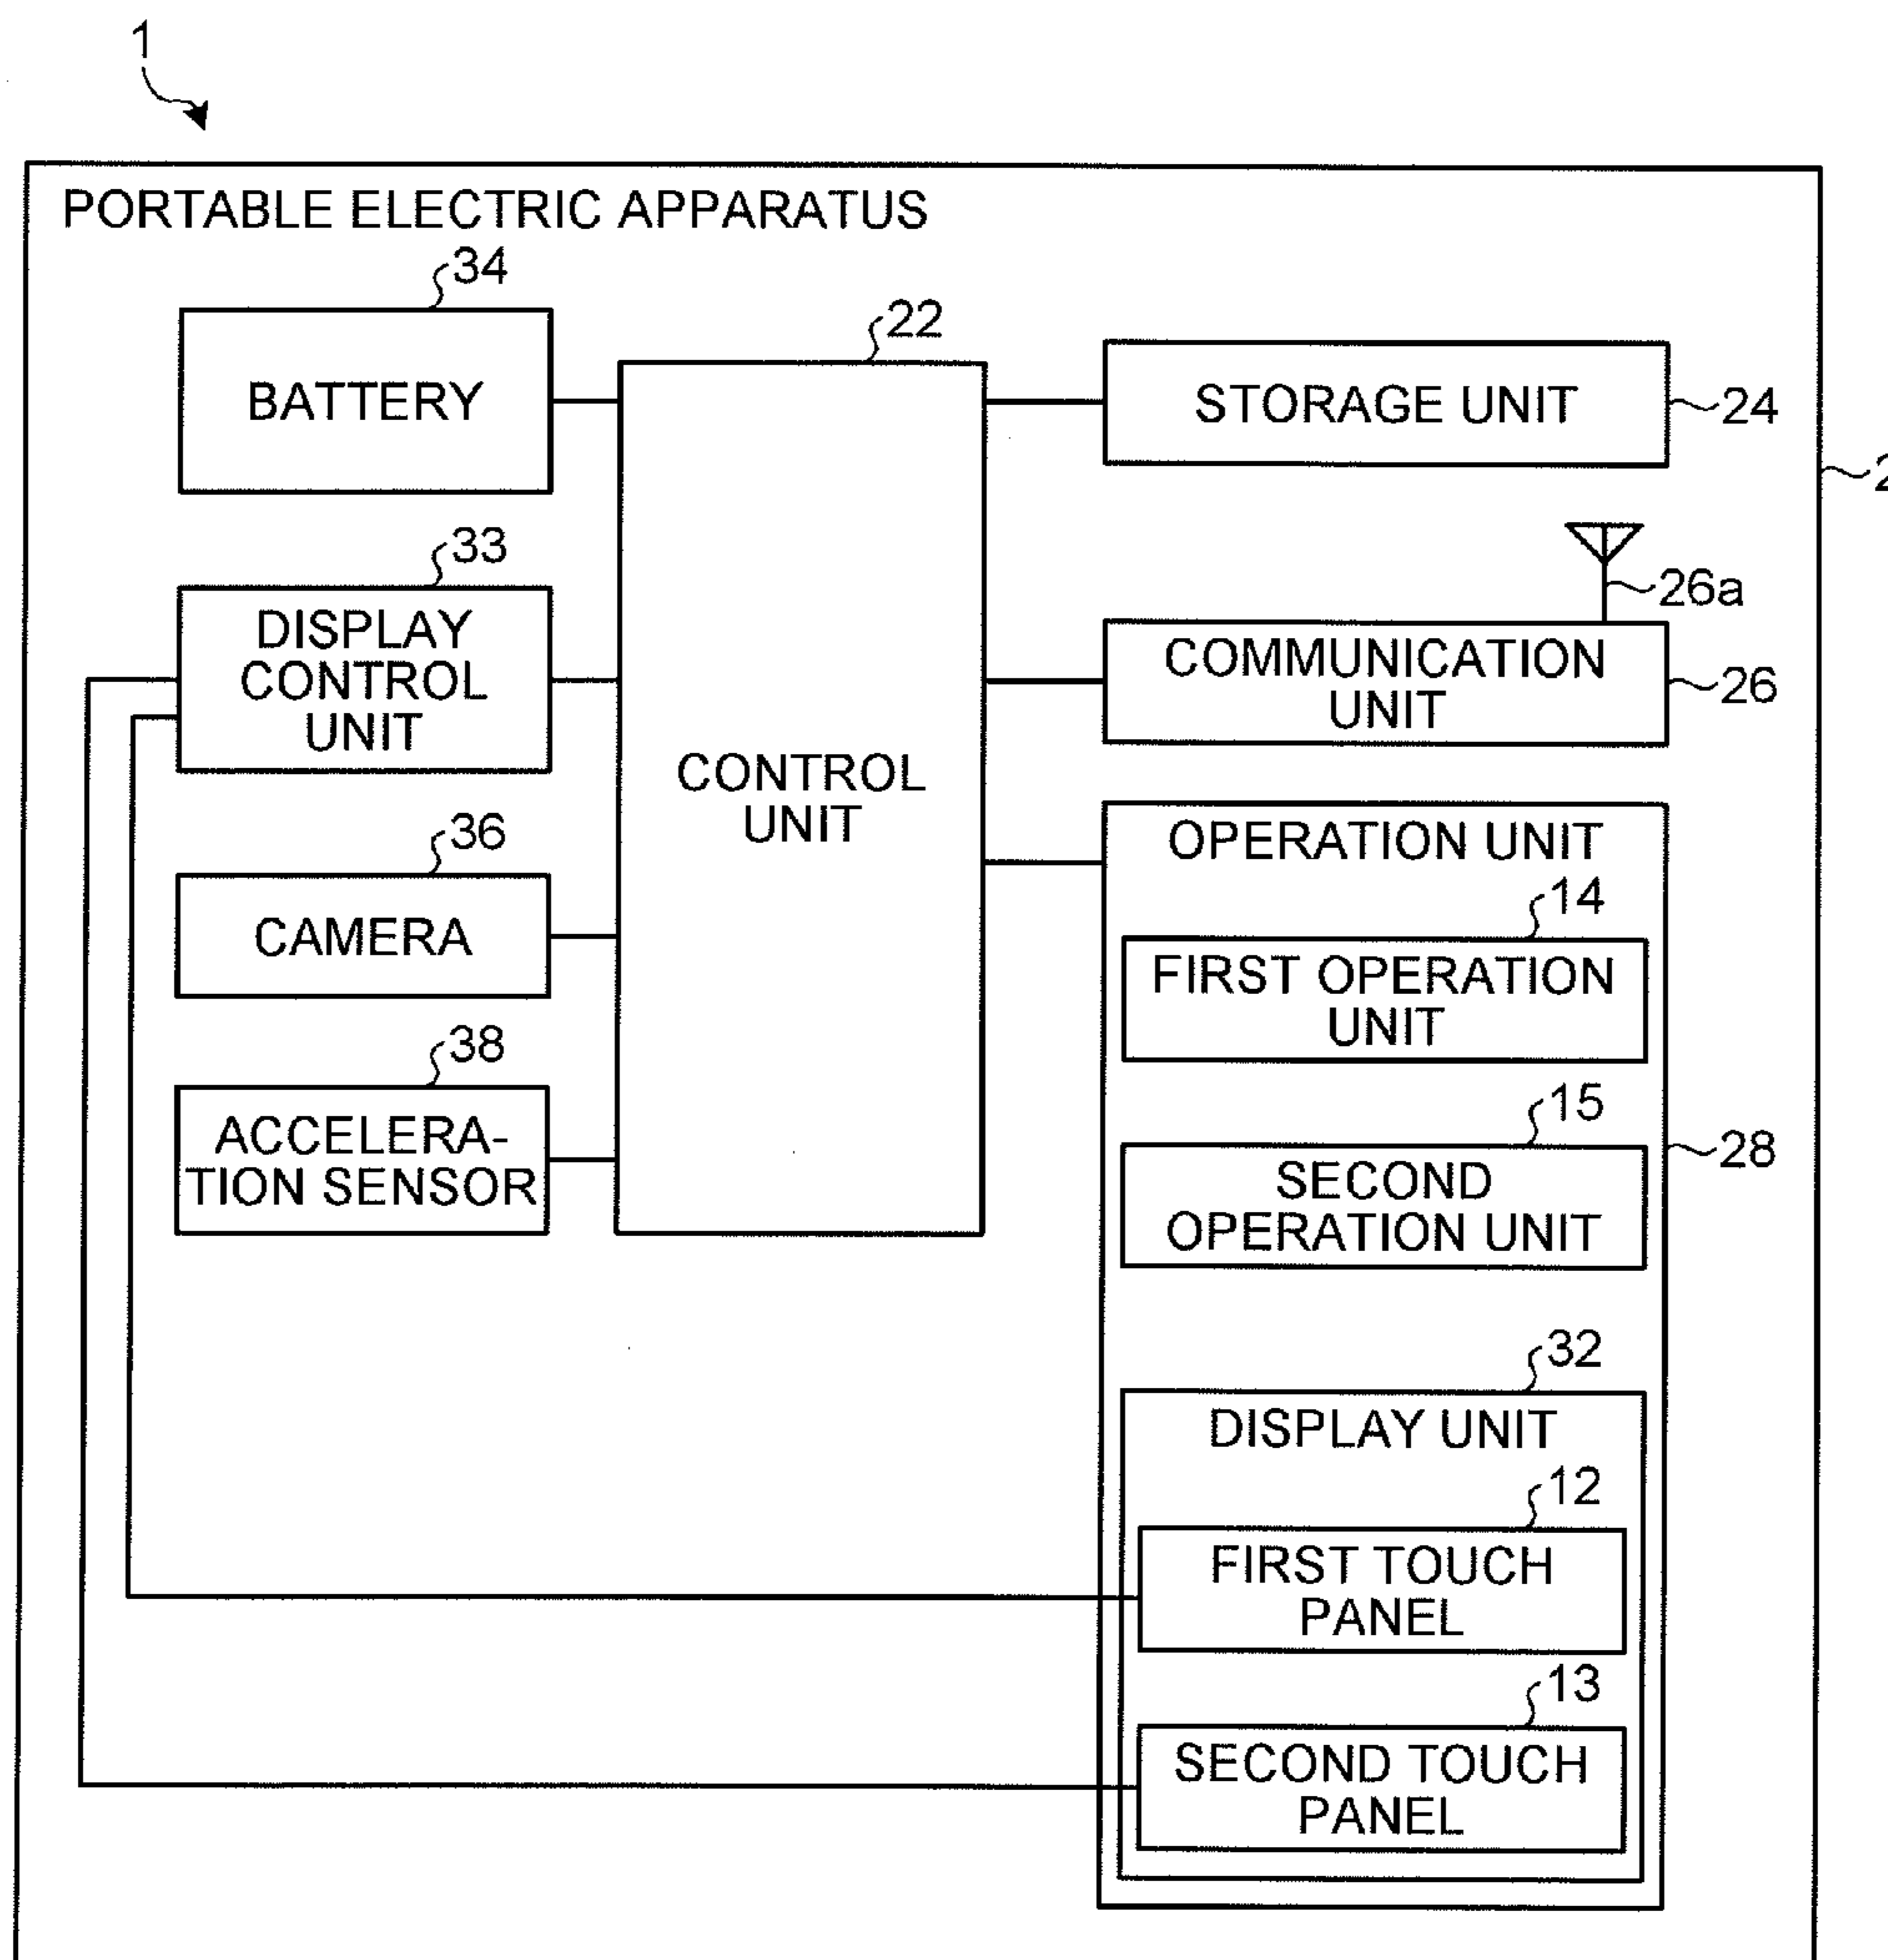 1
PORTABLE ELECTRIC APPARATUS
34
BATTERY
22
CONTROL
UNIT
STORAGE UNIT
24
2
33
DISPLAY
CONTROL
UNIT
26a
COMMUNICATION
UNIT
26
36
CAMERA
38
ACCELERA-
TION SENSOR
OPERATION UNIT
14
FIRST OPERATION
UNIT
15
SECOND
OPERATION UNIT
28
32
DISPLAY UNIT
12
FIRST TOUCH
PANEL
13
SECOND TOUCH
PANEL